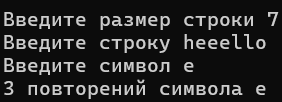 Введите размер строки 7
Введите строку heeello
Введите символ e
3 повторений символа e